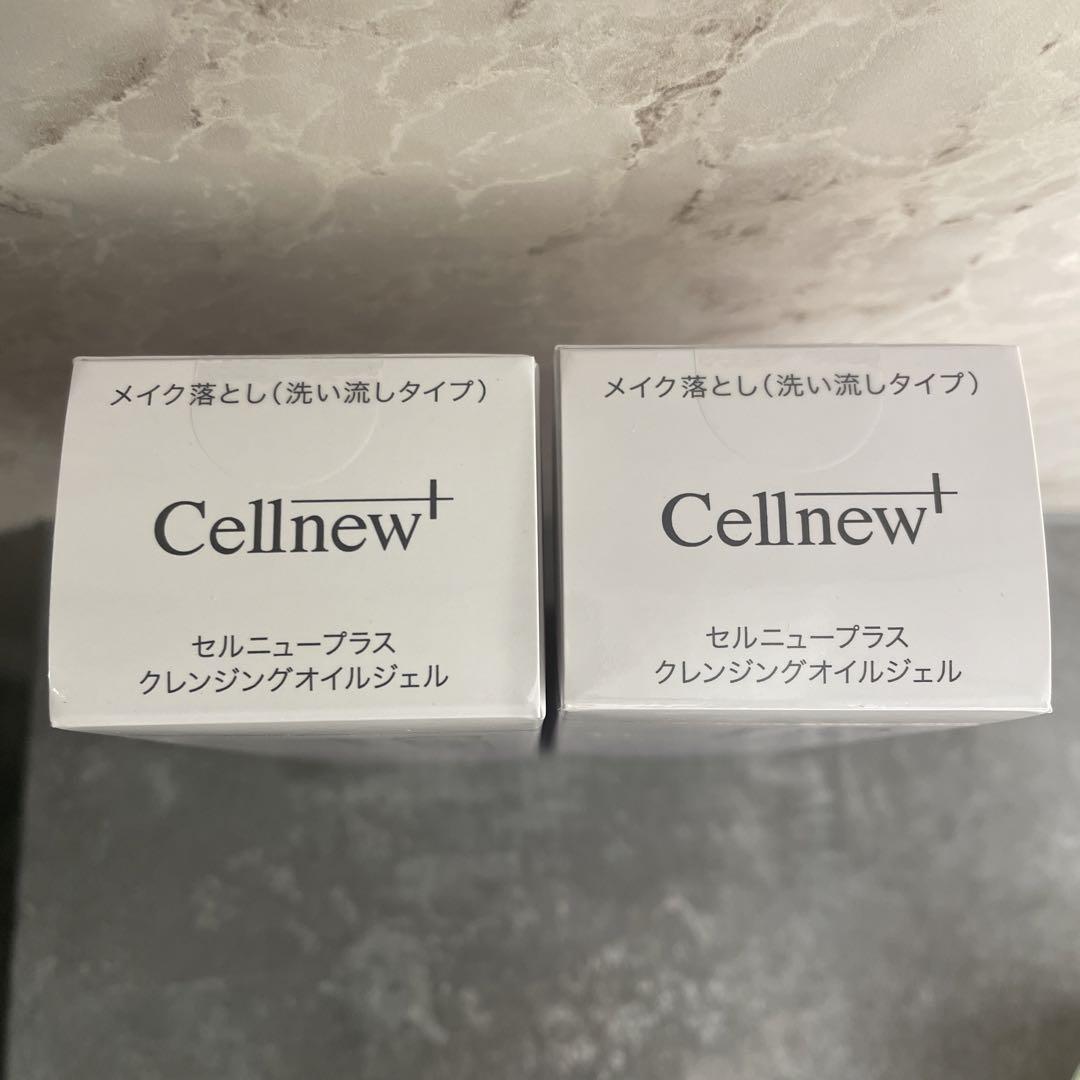 メイク落とし(洗い流しタイプ)
Cellnew+
セルニュープラス
クレンジングオイルジェル
メイク落とし(洗い流しタイプ)
Cellnew+
セルニュープラス
クレンジングオイルジェル